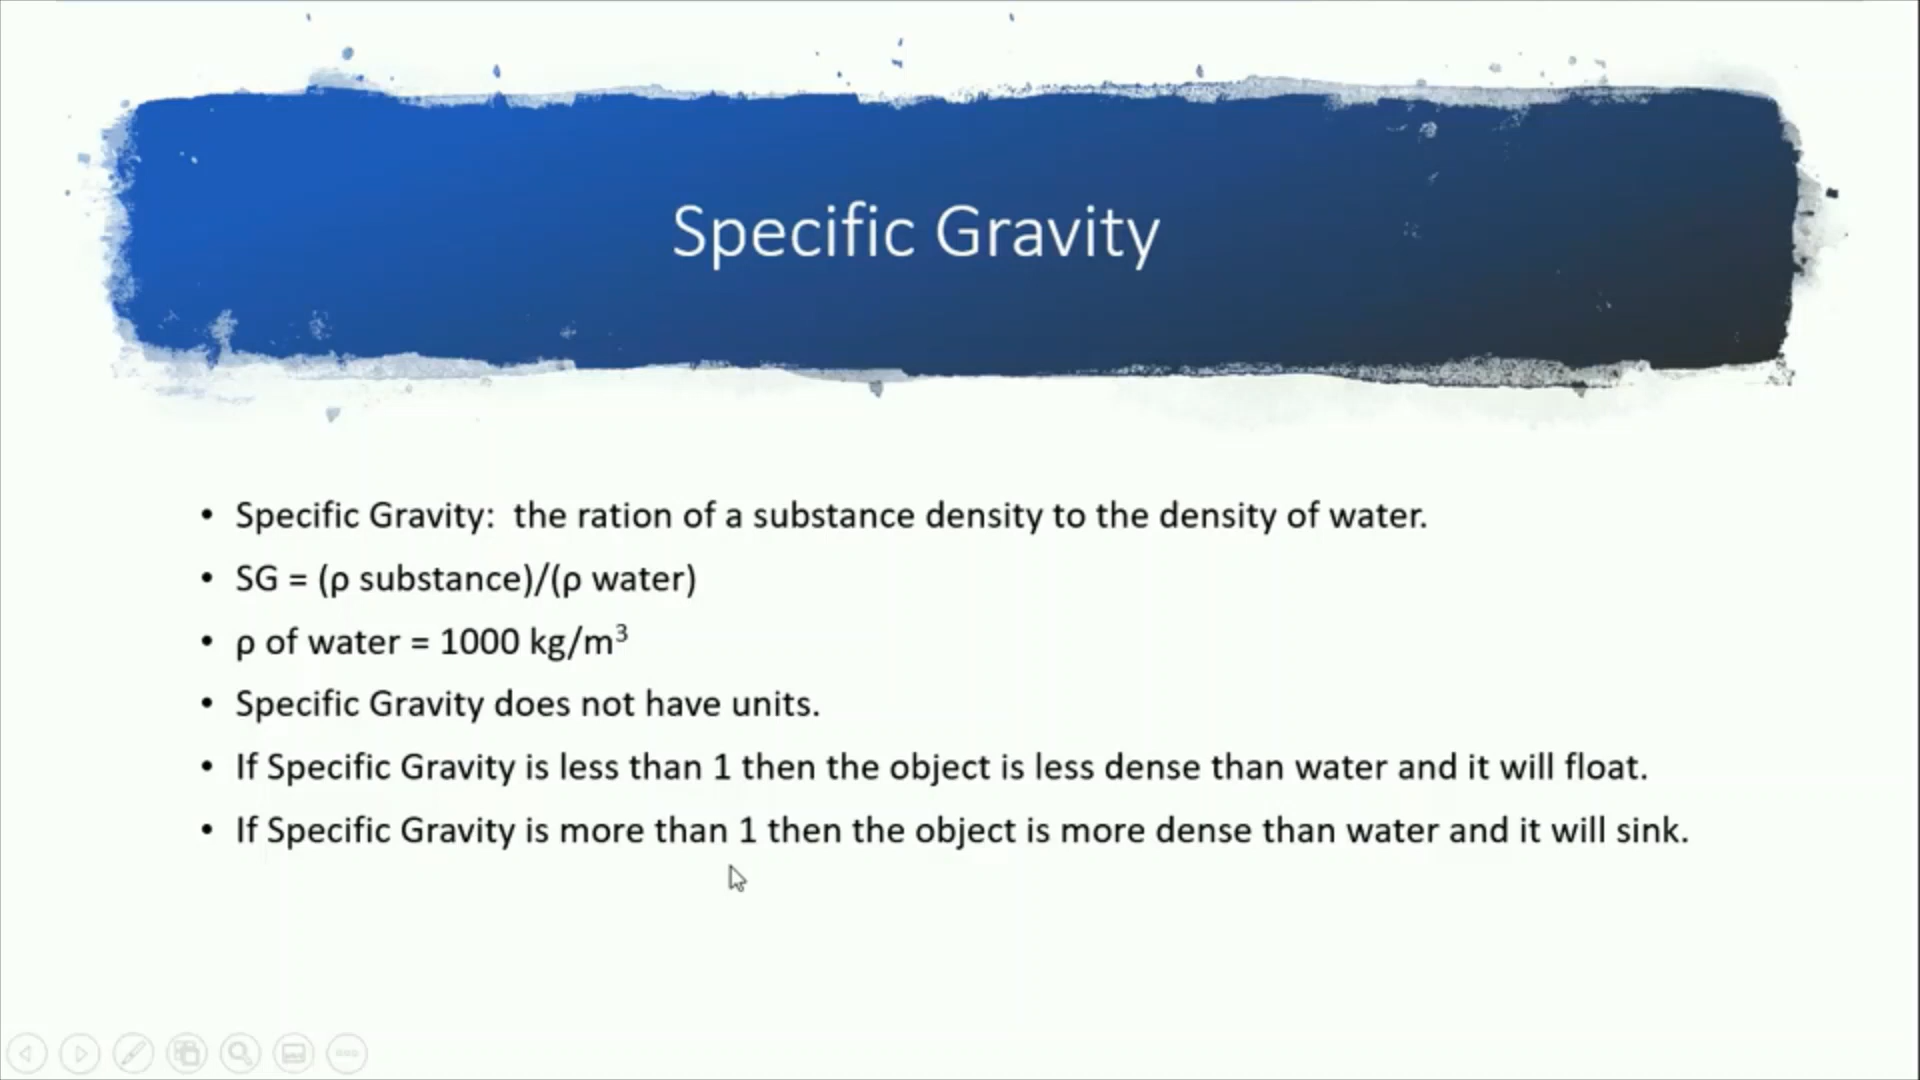 Specific Gravity
• Specific Gravity:  the ration of a substance density to the density of water.
• SG = (ρ substance)/(ρ water)
• ρ of water = 1000 kg/m³
• Specific Gravity does not have units.
• If Specific Gravity is less than 1 then the object is less dense than water and it will float.
• If Specific Gravity is more than 1 then the object is more dense than water and it will sink.